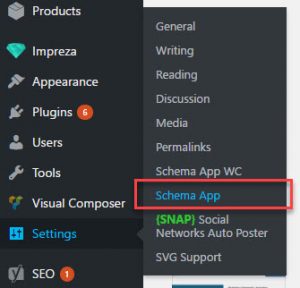 Products
Impreza
Appearance
Plugins 6
Users
Tools
Visual Composer
Settings
SEO 1
General
Writing
Reading
Discussion
Media
Permalinks
Schema App WC
Schema App
{SNAP} Social
Networks Auto Poster
SVG Support